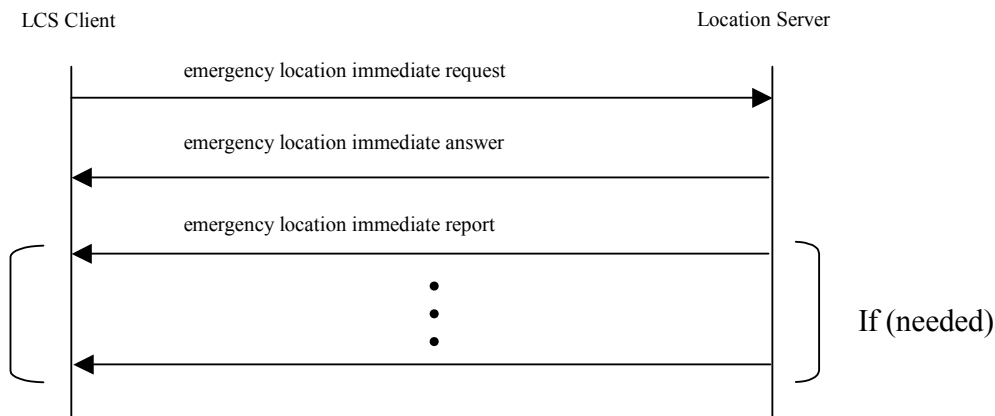 LCS Client
Location Server
emergency location immediate request
emergency location immediate answer
emergency location immediate report
If (needed)